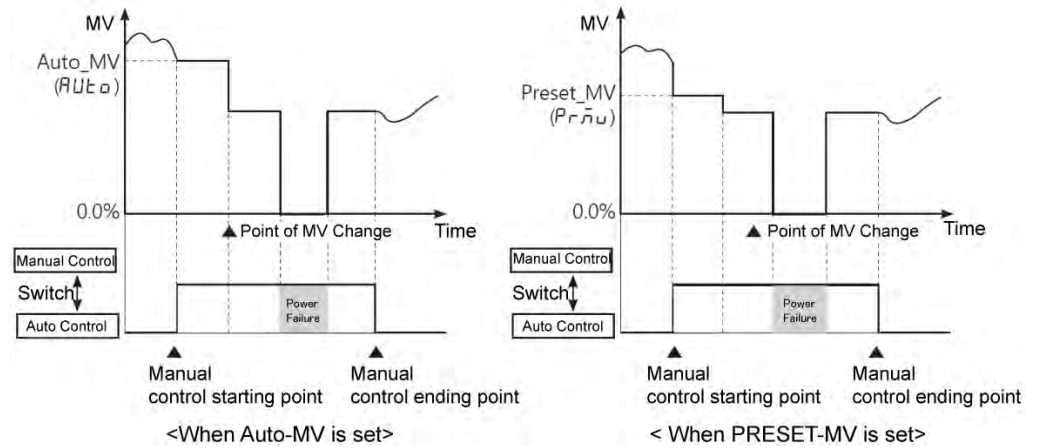 MV
Auto_MV
(AUto)
0.0%
▲ Point of MV Change
Time
Manual Control
Switch
Auto Control
Power
Failure
Manual
control starting point
Manual
control ending point
<When Auto-MV is set>
MV
Preset_MV
(Prmv)
0.0%
▲ Point of MV Change
Time
Manual Control
Switch
Auto Control
Power
Failure
Manual
control starting point
Manual
control ending point
< When PRESET-MV is set>